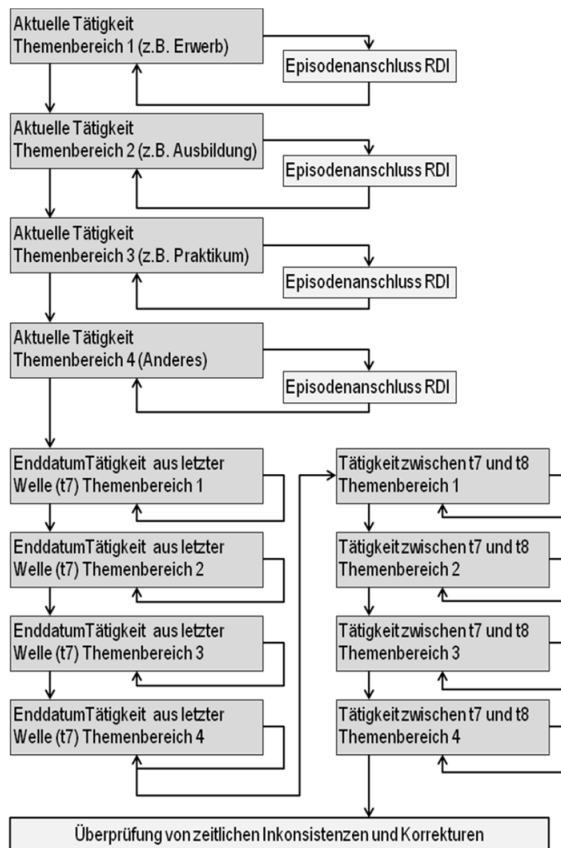 Aktuelle Tätigkeit
Themenbereich 1 (z.B. Erwerb)
Episodenanschluss RDI
Aktuelle Tätigkeit
Themenbereich 2 (z.B. Ausbildung)
Episodenanschluss RDI
Aktuelle Tätigkeit
Themenbereich 3 (z.B. Praktikum)
Episodenanschluss RDI
Aktuelle Tätigkeit
Themenbereich 4 (Anderes)
Episodenanschluss RDI
EnddatumTätigkeit aus letzter
Welle (t7) Themenbereich 1
EnddatumTätigkeit aus letzter
Welle (t7) Themenbereich 2
EnddatumTätigkeit aus letzter
Welle (t7) Themenbereich 3
EnddatumTätigkeit aus letzter
Welle (t7) Themenbereich 4
Tätigkeit zwischen t7 und t8
Themenbereich 1
Tätigkeit zwischen t7 und t8
Themenbereich 2
Tätigkeit zwischen t7 und t8
Themenbereich 3
Tätigkeit zwischen t7 und t8
Themenbereich 4
Überprüfung von zeitlichen Inkonsistenzen und Korrekturen